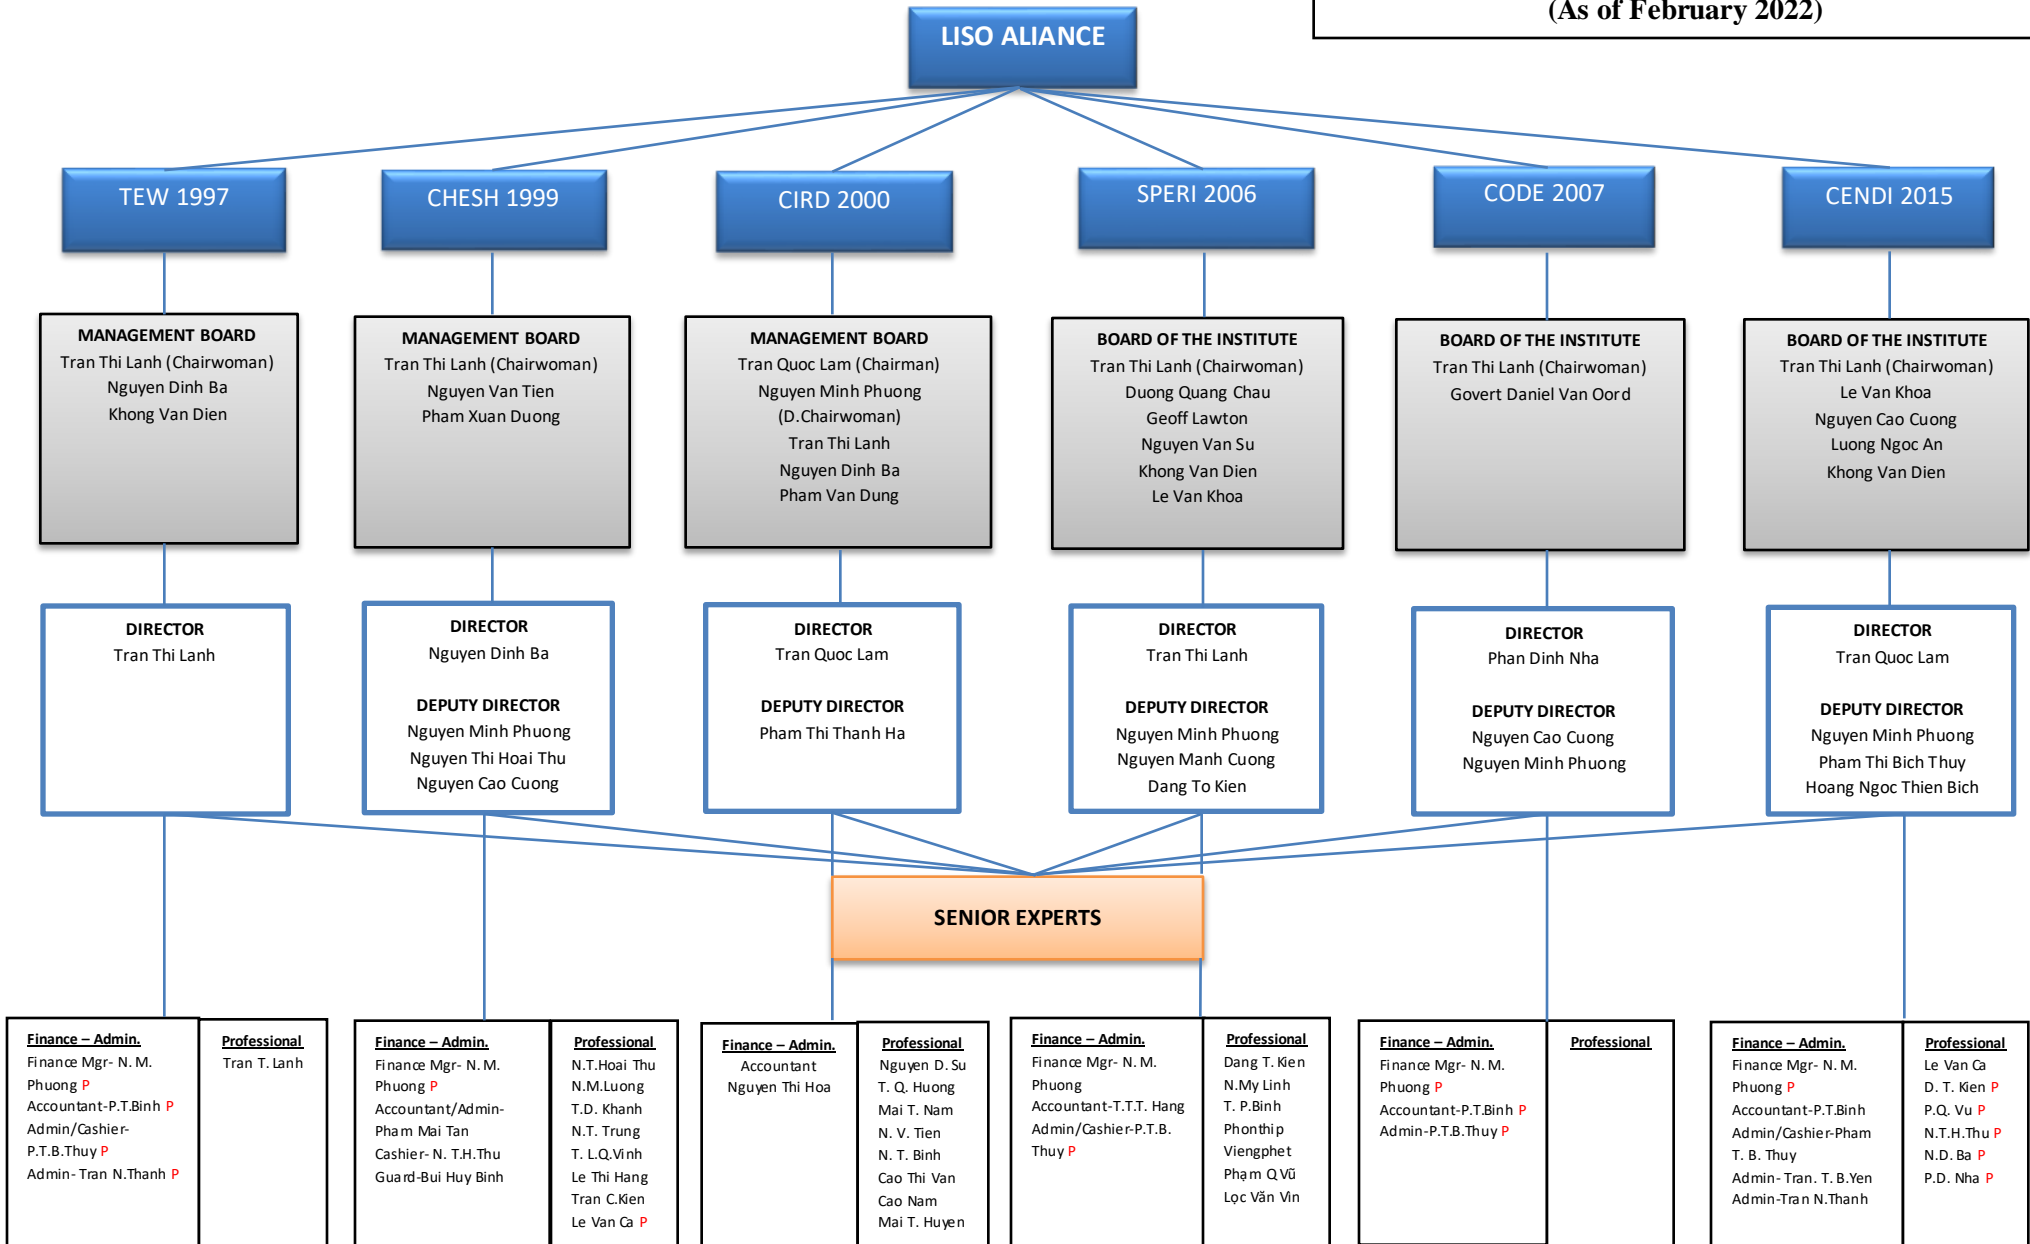 (As of February 2022)
LISO ALIANCE
TEW 1997
CHESH 1999
CIRD 2000
SPERI 2006
CODE 2007
CENDI 2015
MANAGEMENT BOARD
Tran Thi Lanh (Chairwoman)
Nguyen Dinh Ba
Khong Van Dien
MANAGEMENT BOARD
Tran Thi Lanh (Chairwoman)
Nguyen Van Tien
Pham Xuan Duong
MANAGEMENT BOARD
Tran Quoc Lam (Chairman)
Nguyen Minh Phuong
(D.Chairwoman)
Tran Thi Lanh
Nguyen Dinh Ba
Pham Van Dung
BOARD OF THE INSTITUTE
Tran Thi Lanh (Chairwoman)
Duong Quang Chau
Geoff Lawton
Nguyen Van Su
Khong Van Dien
Le Van Khoa
BOARD OF THE INSTITUTE
Tran Thi Lanh (Chairwoman)
Govert Daniel Van Oord
BOARD OF THE INSTITUTE
Tran Thi Lanh (Chairwoman)
Le Van Khoa
Nguyen Cao Cuong
Luong Ngoc An
Khong Van Dien
DIRECTOR
Tran Thi Lanh
DIRECTOR
Nguyen Dinh Ba
DEPUTY DIRECTOR
Nguyen Minh Phuong
Nguyen Thi Hoai Thu
Nguyen Cao Cuong
DIRECTOR
Tran Quoc Lam
DEPUTY DIRECTOR
Pham Thi Thanh Ha
DIRECTOR
Tran Thi Lanh
DEPUTY DIRECTOR
Nguyen Minh Phuong
Nguyen Manh Cuong
Dang To Kien
DIRECTOR
Phan Dinh Nha
DEPUTY DIRECTOR
Nguyen Cao Cuong
Nguyen Minh Phuong
DIRECTOR
Tran Quoc Lam
DEPUTY DIRECTOR
Nguyen Minh Phuong
Pham Thi Bich Thuy
Hoang Ngoc Thien Bich
SENIOR EXPERTS
Finance – Admin.
Finance Mgr- N. M.
Phuong P
Accountant-P.T.Binh P
Admin/Cashier-
P.T.B.Thuy P
Admin- Tran N.Thanh P
Professional
Tran T. Lanh
Finance – Admin.
Finance Mgr- N. M.
Phuong P
Accountant/Admin-
Pham Mai Tan
Cashier- N. T.H.Thu
Guard-Bui Huy Binh
Professional
N.T.Hoai Thu
N.M.Luong
T.D. Khanh
N.T. Trung
T. L.Q.Vinh
Le Thi Hang
Tran C.Kien
Le Van Ca P
Finance – Admin.
Accountant
Nguyen Thi Hoa
Professional
Nguyen D. Su
T. Q. Huong
Mai T. Nam
N. V. Tien
N. T. Binh
Cao Thi Van
Cao Nam
Mai T. Huyen
Finance – Admin.
Finance Mgr- N. M.
Phuong
Accountant-T.T.T. Hang
Admin/Cashier-P.T.B.
Thuy P
Professional
Dang T. Kien
N.My Linh
T. P.Binh
Phonthip
Viengphet
Phạm Q Vũ
Lọc Văn Vìn
Finance – Admin.
Finance Mgr- N. M.
Phuong P
Accountant-P.T.Binh P
Admin-P.T.B.Thuy P
Professional
Finance – Admin.
Finance Mgr- N. M.
Phuong P
Accountant-P.T.Binh
Admin/Cashier-Pham
T. B. Thuy
Admin- Tran. T. B.Yen
Admin-Tran N.Thanh
Professional
Le Van Ca
D. T. Kien P
P.Q. Vu P
N.T.H.Thu P
N.D. Ba P
P.D. Nha P